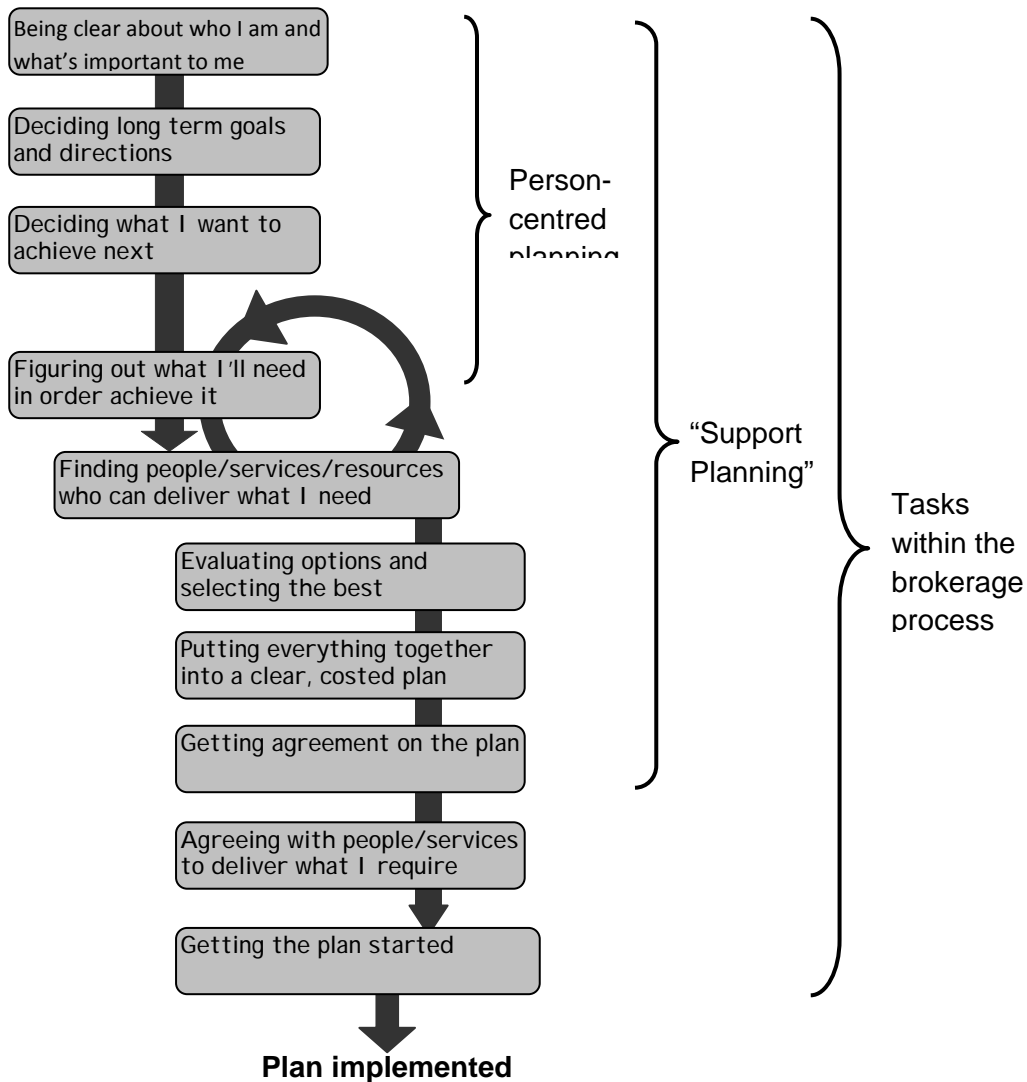 Being clear about who I am and
what's important to me
Deciding long term goals
and directions
Deciding what I want to
achieve next
Figuring out what I'll need
in order achieve it
Finding people/services/resources
who can deliver what I need
Evaluating options and
selecting the best
Putting everything together
into a clear, costed plan
Getting agreement on the plan
Agreeing with people/services
to deliver what I require
Getting the plan started
Plan implemented
Person-
centred
planning
“Support
Planning”
Tasks
within the
brokerage
process